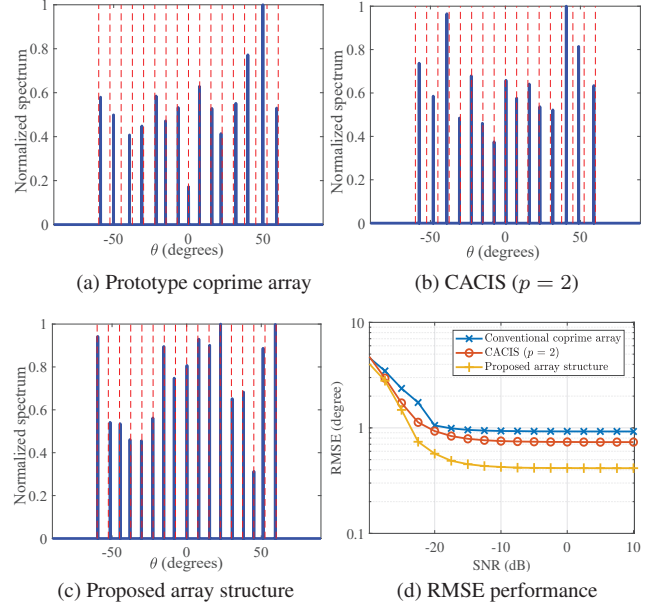 Normalized spectrum
1
0.8
0.6
0.4
0.2
0
-50 0 50
θ (degrees)
(a) Prototype coprime array
Normalized spectrum
1
0.8
0.6
0.4
0.2
0
-50 0 50
θ (degrees)
(b) CACIS (p = 2)
Normalized spectrum
1
0.8
0.6
0.4
0.2
0
-50 0 50
θ (degrees)
(c) Proposed array structure
RMSE (degree)
10
1
0.1
-20 -10 0 10
SNR (dB)
Conventional coprime array
CACIS (p = 2)
Proposed array structure
(d) RMSE performance